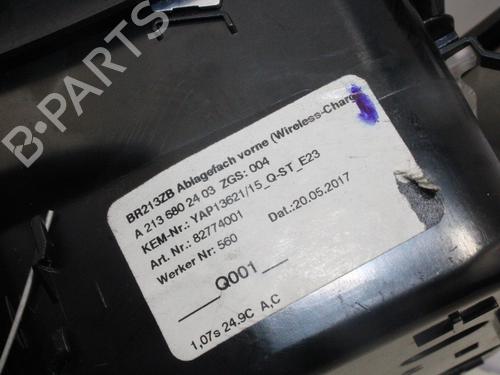 B-PARTS
BR213ZB Ablagefach vorne (Wireless-Charg
A 213 680 24 03 ZGS: 004
KEM-Nr.: YAP13621/15_Q-ST_E23
Art. Nr.: 82774001 Dat.:20.05.2017
Werker Nr: 560
____Q001____
1,07s 24.9C A,C